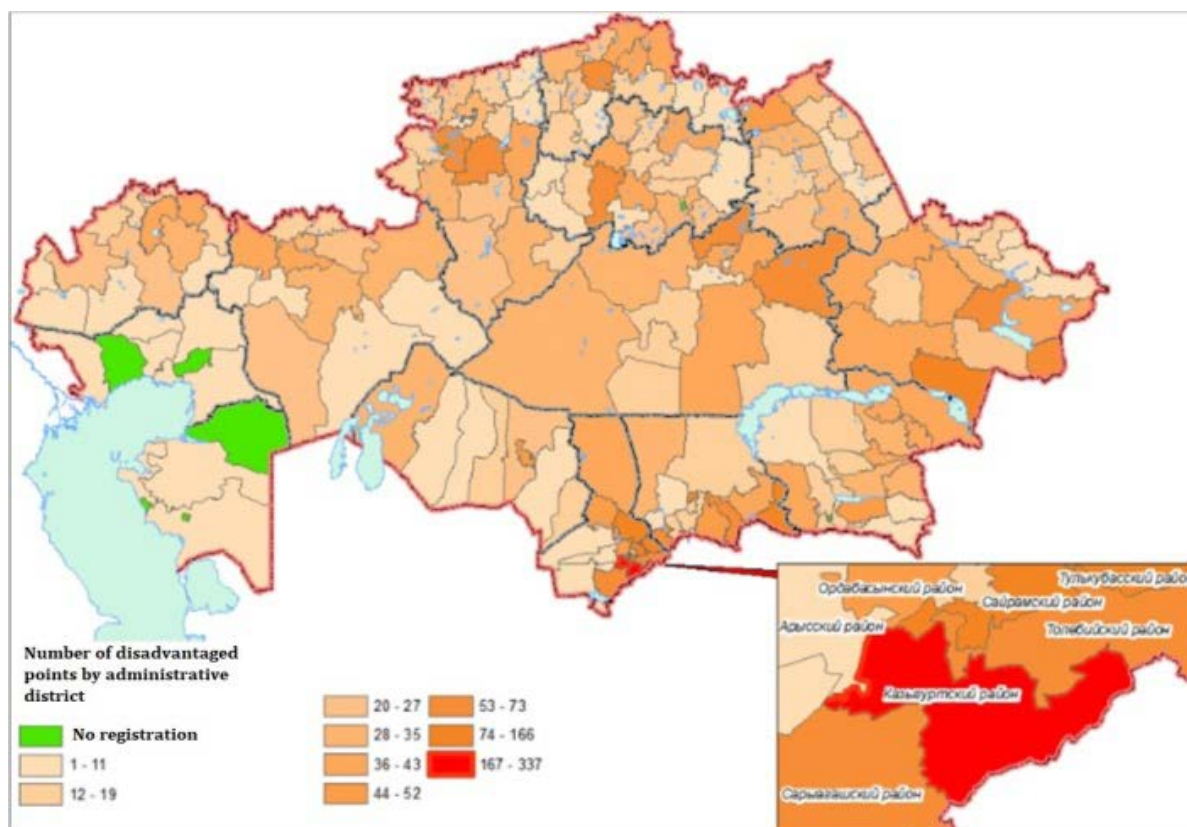 Ордабасынский район
Тулькубасский район
Сайрамский район
Арысский район
Толебийский район
Казыгуртский район
Сарыагашский район
Number of disadvantaged
points by administrative
district
No registration
1 - 11
12 - 19
20 - 27
28 - 35
36 - 43
44 - 52
53 - 73
74 - 166
167 - 337